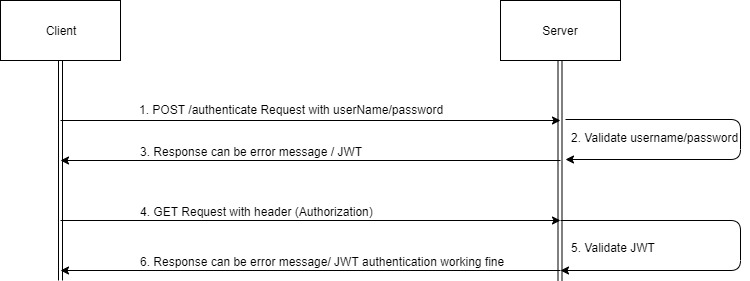 Client
Server
1. POST /authenticate Request with userName/password
2. Validate username/password
3. Response can be error message / JWT
4. GET Request with header (Authorization)
5. Validate JWT
6. Response can be error message/ JWT authentication working fine